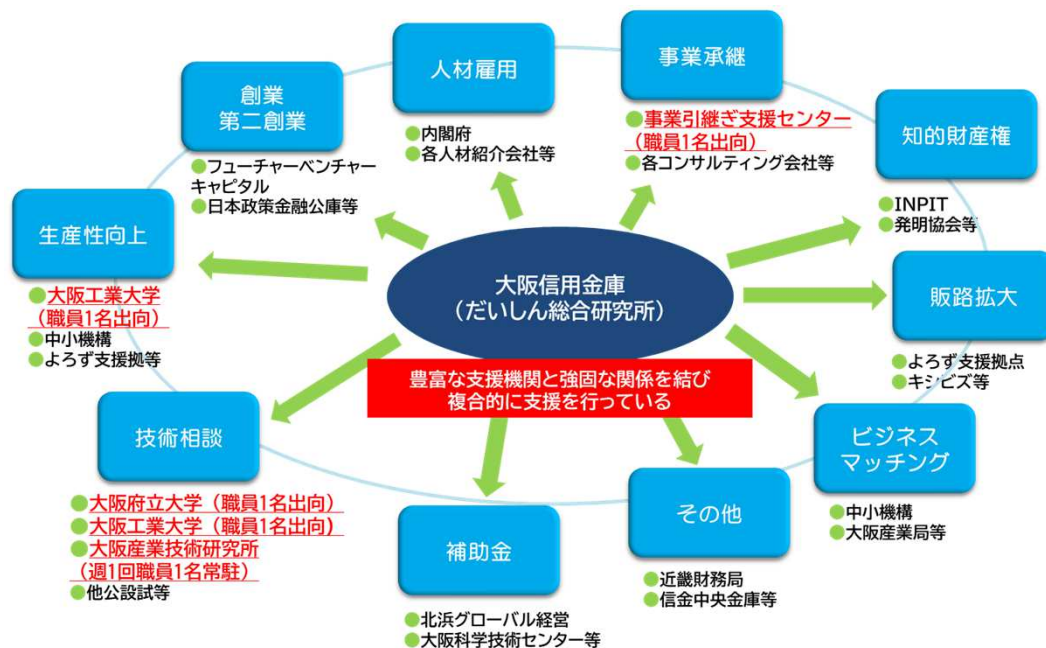 人材雇用
●内閣府
●各人材紹介会社等
事業承継
●事業引継ぎ支援センター
(職員1名出向)
●各コンサルティング会社等
創業
第二創業
●フューチャーベンチャー
キャピタル
●日本政策金融公庫等
知的財産権
●INPIT
●発明協会等
生産性向上
●大阪工業大学
(職員1名出向)
●中小機構
●よろず支援拠等
大阪信用金庫
(だいしん総合研究所)
豊富な支援機関と強固な関係を結び
複合的に支援を行っている
販路拡大
●よろず支援拠点
●キシビズ等
技術相談
●大阪府立大学(職員1名出向)
●大阪工業大学(職員1名出向)
●大阪産業技術研究所
(週1回職員1名常駐)
●他公設試等
補助金
●北浜グローバル経営
●大阪科学技術センター等
その他
●近畿財務局
●信金中央金庫等
ビジネス
マッチング
●中小機構
●大阪産業局等